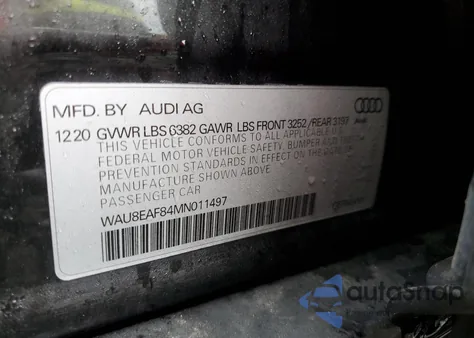 MFD. BY AUDI AG
Audi
1220 GVWR LBS 6382 GAWR LBS FRONT 3252 /REAR
THIS VEHICLE CONFORMS TO ALL APPLICABLE U.S.
FEDERAL MOTOR VEHICLE SAFETY, BUMPER AND THEFT
PREVENTION STANDARDS IN EFFECT ON THE DATE OF
MANUFACTURE SHOWN ABOVE
PASSENGER CAR
WAU8EAF84MN011497
autosnap